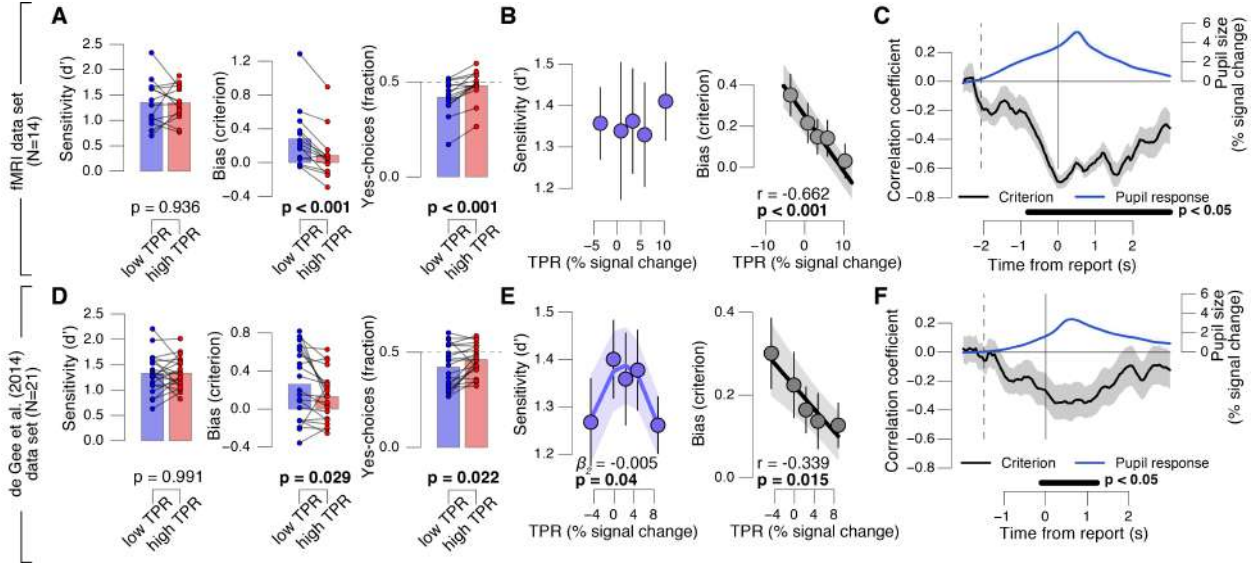 fMRI data set
(N=14)
A
Sensitivity (d')
2.5
2.0
1.5
1.0
0.5
0.0
p = 0.936
low TPR
high TPR
Bias (criterion)
1.2
0.8
0.4
0.0
−0.4
p < 0.001
low TPR
high TPR
Yes-choices (fraction)
0.5
0.0
p < 0.001
low TPR
high TPR
B
Sensitivity (d')
1.5
1.4
1.3
1.2
−5 0 5 10
TPR (% signal change)
Bias (criterion)
0.4
0.2
0.0
r = -0.662
p < 0.001
−10 0 10
TPR (% signal change)
C
Correlation coefficient
0.2
0.0
−0.2
−0.4
−0.6
−0.8
6
4
2
0
Pupil size
(% signal change)
Criterion
Pupil response
p < 0.05
−2 −1 0 1 2
Time from report (s)
de Gee et al. (2014)
data set (N=21)
D
Sensitivity (d')
2.5
2.0
1.5
1.0
0.5
0.0
p = 0.991
low TPR
high TPR
Bias (criterion)
0.8
0.4
0.0
−0.4
p = 0.029
low TPR
high TPR
Yes-choices (fraction)
0.5
0.0
p = 0.022
low TPR
high TPR
E
Sensitivity (d')
1.5
1.4
1.3
1.2
β2 = -0.005
p = 0.04
−4 0 4 8
TPR (% signal change)
Bias (criterion)
0.4
0.2
0.0
r = -0.339
p = 0.015
−4 0 4 8
TPR (% signal change)
F
Correlation coefficient
0.2
0.0
−0.2
−0.4
−0.6
−0.8
6
4
2
0
Pupil size
(% signal change)
Criterion
Pupil response
p < 0.05
−1 0 1 2
Time from report (s)